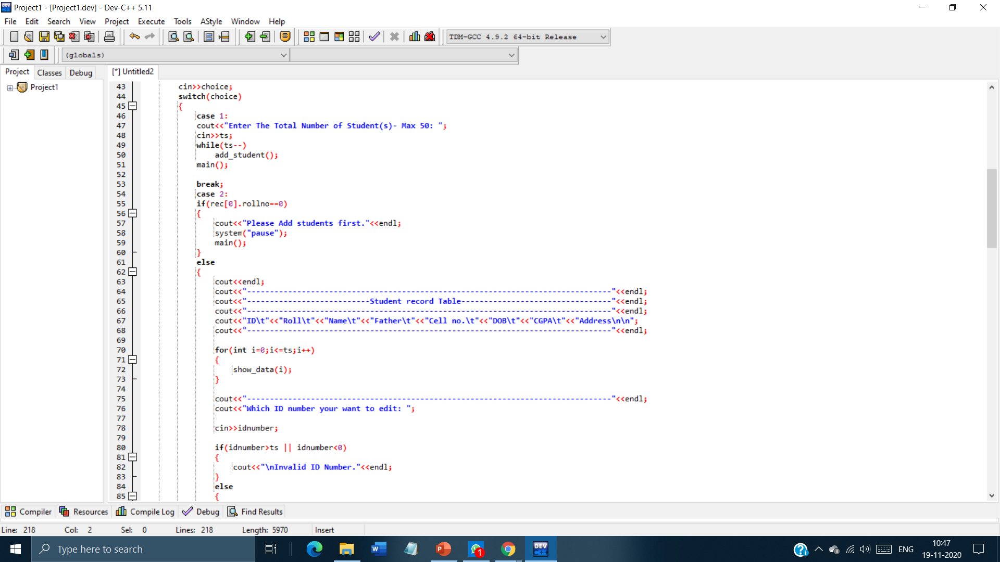 Project1 - [Project1.dev] - Dev-C++ 5.11
File Edit Search View Project Execute Tools AStyle Window Help
TDM-GCC 4.9.2 64-bit Release
(globals)
Project Classes Debug [*] Untitled2
Project1
43 cin>>choice;
44 switch(choice)
45 {
46 case 1:
47 cout<<"Enter The Total Number of Student(s)- Max 50: ";
48 cin>>ts;
49 while(ts--)
50 add_student();
51 main();
52
53 break;
54 case 2:
55 if(rec[0].rollno==0)
56 {
57 cout<<"Please Add students first."<<endl;
58 system("pause");
59 main();
60 }
61 else
62 {
63 cout<<endl;
64 cout<<"--------------------------------------------------------------------------------"<<endl;
65 cout<<"---------------------------Student record Table---------------------------------"<<endl;
66 cout<<"--------------------------------------------------------------------------------"<<endl;
67 cout<<"ID\t"<<"Roll\t"<<"Name\t"<<"Father\t"<<"Cell no.\t"<<"DOB\t"<<"CGPA\t"<<"Address\n\n";
68 cout<<"--------------------------------------------------------------------------------"<<endl;
69
70 for(int i=0;i<=ts;i++)
71 {
72 show_data(i);
73 }
74
75 cout<<"--------------------------------------------------------------------------------"<<endl;
76 cout<<"Which ID number your want to edit: ";
77
78 cin>>idnumber;
79
80 if(idnumber>ts || idnumber<0)
81 {
82 cout<<"\nInvalid ID Number."<<endl;
83 }
84 else
85 {
Compiler Resources Compile Log Debug Find Results
Line: 218 Col: 2 Sel: 0 Lines: 218 Length: 5970 Insert
Type here to search
1
DEV C++
ENG
10:47
19-11-2020